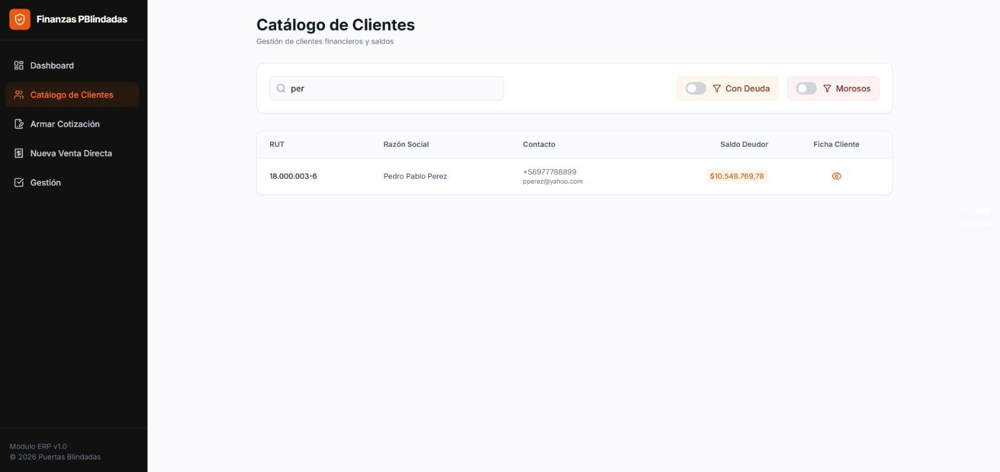 Finanzas PBlindadas
Dashboard
Catálogo de Clientes
Armar Cotización
Nueva Venta Directa
Gestión
Módulo ERP v1.0
© 2026 Puertas Blindadas
Catálogo de Clientes
Gestión de clientes financieros y saldos
per
Con Deuda
Morosos
RUT Razón Social Contacto Saldo Deudor Ficha Cliente
18.000.003-6 Pedro Pablo Perez +56977788899 $10.548.769,78
pperez@yahoo.com